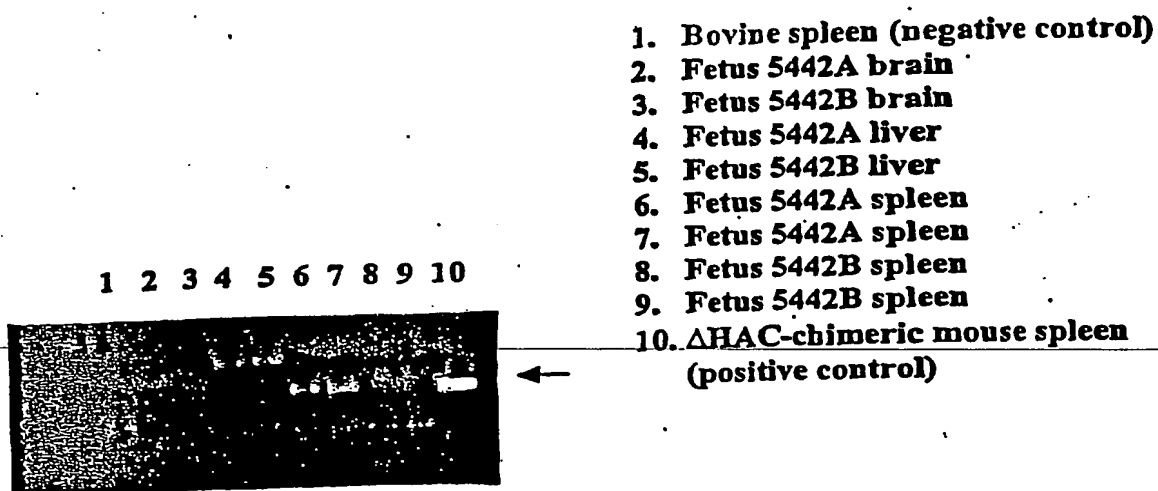 1. Bovine spleen (negative control)
2. Fetus 5442A brain
3. Fetus 5442B brain
4. Fetus 5442A liver
5. Fetus 5442B liver
6. Fetus 5442A spleen
7. Fetus 5442A spleen
8. Fetus 5442B spleen
9. Fetus 5442B spleen
10. ΔHAC-chimeric mouse spleen
(positive control)
1 2 3 4 5 6 7 8 9 10